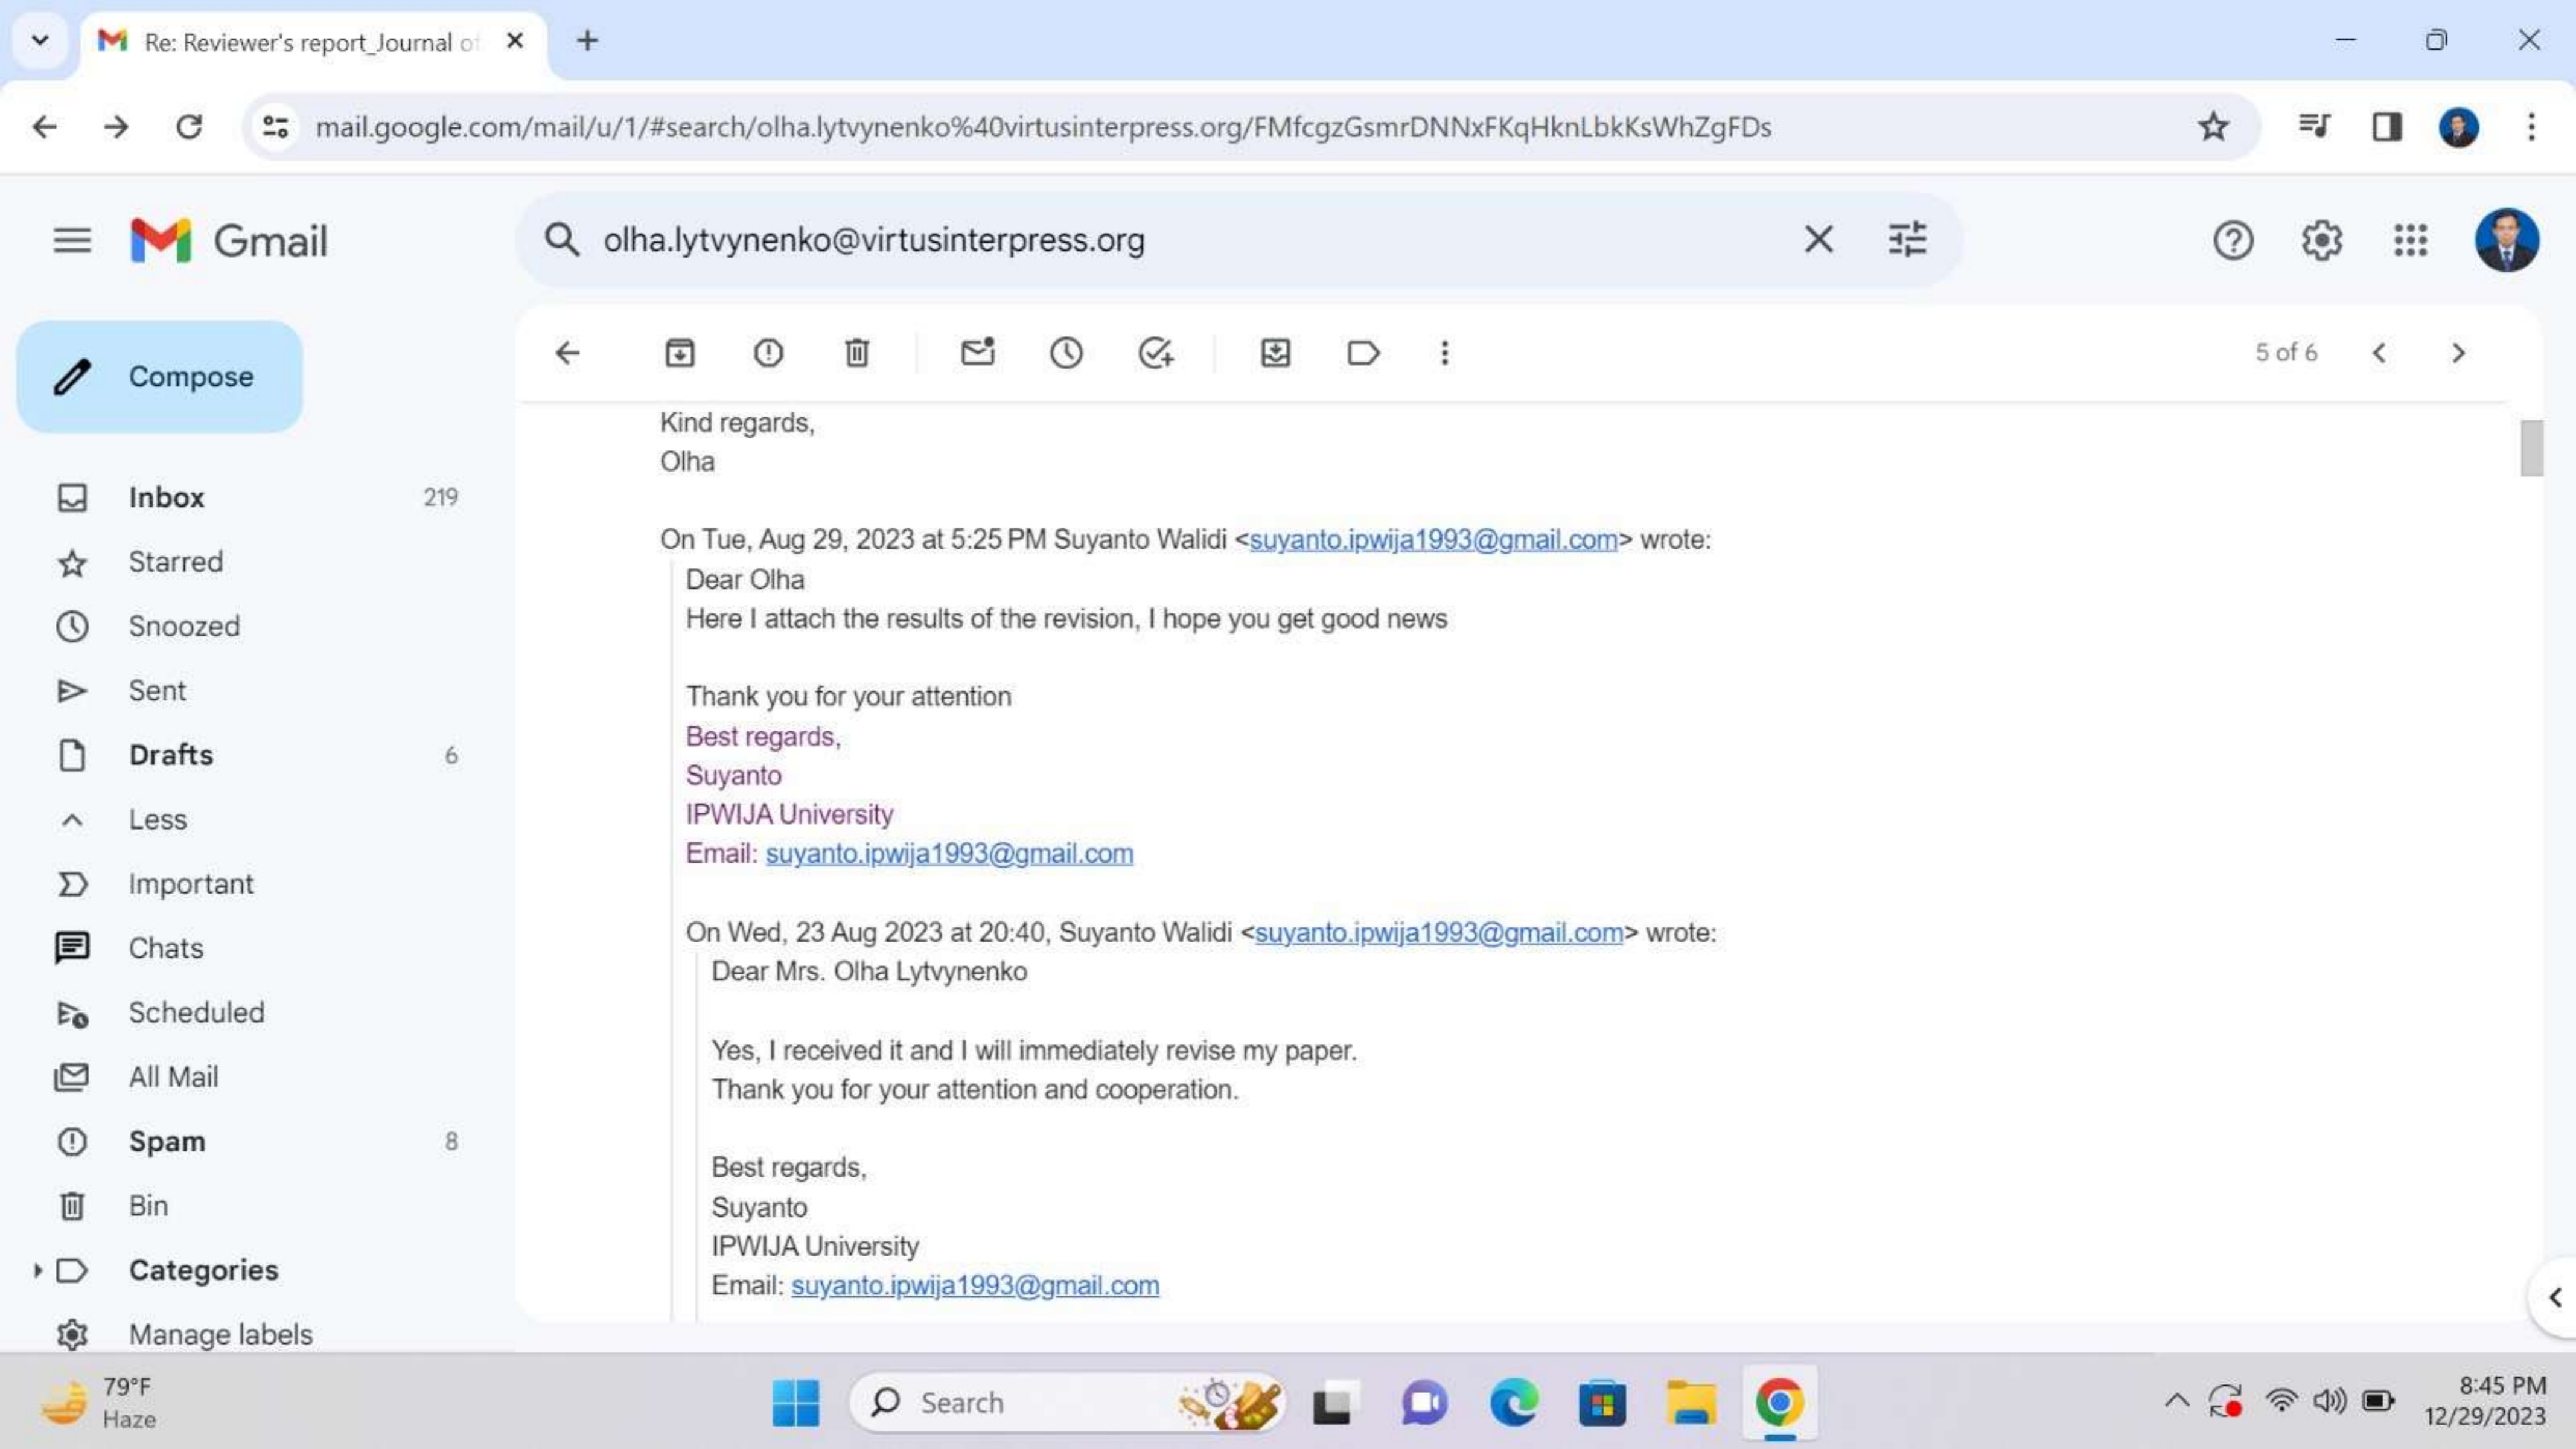 Re: Reviewer's report_Journal of
mail.google.com/mail/u/1/#search/olha.lytvynenko%40virtusinterpress.org/FMfcgzGsmrDNNxFKqHknLbkKsWhZgFDs
Gmail
olha.lytvynenko@virtusinterpress.org
Compose
5 of 6
Inbox 219
Starred
Snoozed
Sent
Drafts 6
Less
Important
Chats
Scheduled
All Mail
Spam 8
Bin
Categories
Manage labels
Kind regards,
Olha
On Tue, Aug 29, 2023 at 5:25 PM Suyanto Walidi <suyanto.ipwija1993@gmail.com> wrote:
Dear Olha
Here I attach the results of the revision, I hope you get good news
Thank you for your attention
Best regards,
Suyanto
IPWIJA University
Email: suyanto.ipwija1993@gmail.com
On Wed, 23 Aug 2023 at 20:40, Suyanto Walidi <suyanto.ipwija1993@gmail.com> wrote:
Dear Mrs. Olha Lytvynenko
Yes, I received it and I will immediately revise my paper.
Thank you for your attention and cooperation.
Best regards,
Suyanto
IPWIJA University
Email: suyanto.ipwija1993@gmail.com
79°F
Haze
Search
8:45 PM
12/29/2023